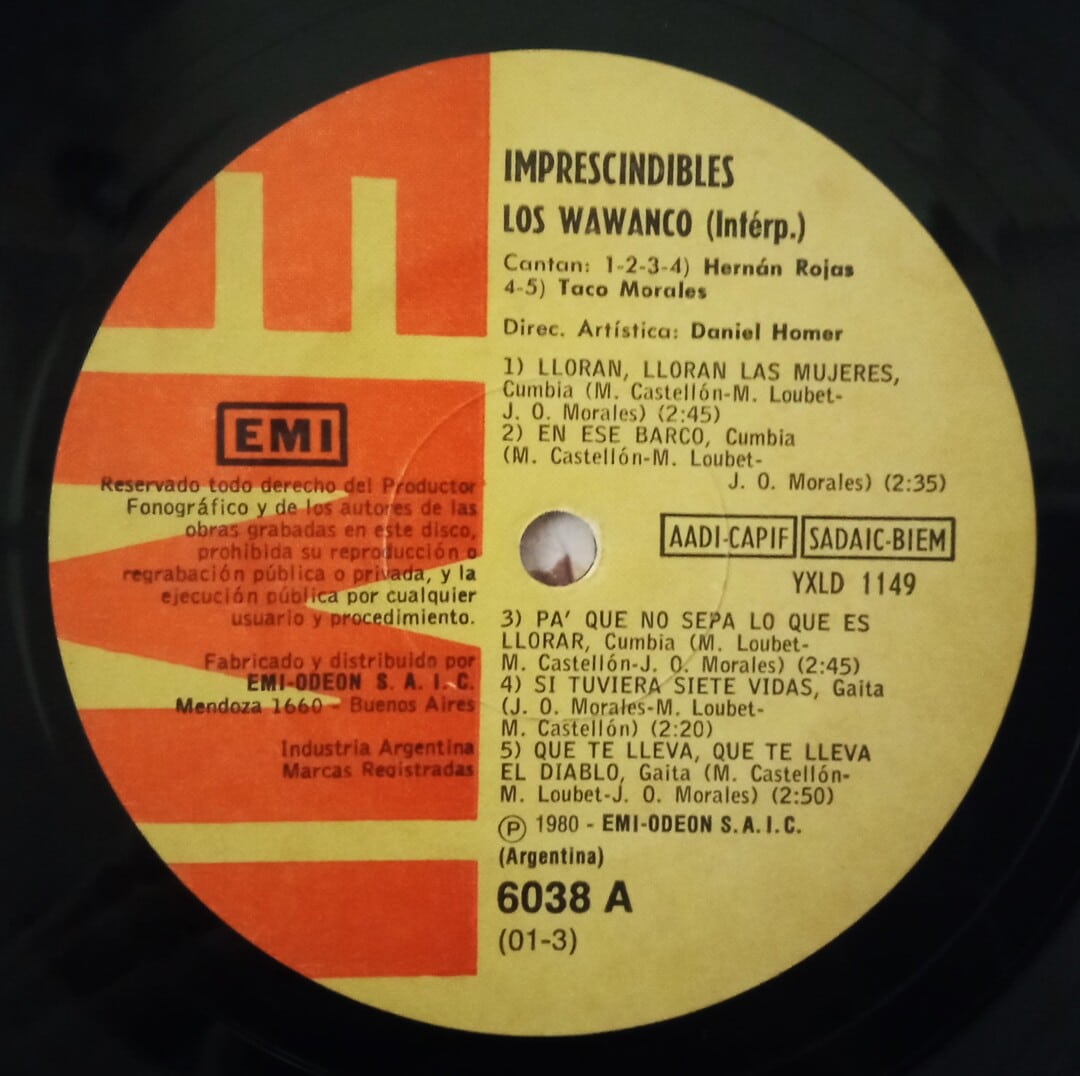 IMPRESCINDIBLES
LOS WAWANCO (Intérp.)
Cantan: 1-2-3-4) Hernán Rojas
4-5) Taco Morales
Direc. Artística: Daniel Homer
1) LLORAN, LLORAN LAS MUJERES,
Cumbia (M. Castellón-M. Loubet-
J. O. Morales) (2:45)
2) EN ESE BARCO, Cumbia
(M. Castellón-M. Loubet-
J. O. Morales) (2:35)
AADI-CAPIF SADAIC-BIEM
YXLD 1149
3) PA' QUE NO SEPA LO QUE ES
LLORAR, Cumbia (M. Loubet-
M. Castellón-J. O. Morales) (2:45)
4) SI TUVIERA SIETE VIDAS, Gaita
(J. O. Morales-M. Loubet-
M. Castellón) (2:20)
5) QUE TE LLEVA, QUE TE LLEVA
EL DIABLO, Gaita (M. Castellón-
M. Loubet-J. O. Morales) (2:50)
Ⓟ 1980 - EMI-ODEON S.A.I.C.
(Argentina)
6038 A
(01-3)
EMI
Reservado todo derecho del Productor
Fonográfico y de los autores de las
obras grabadas en este disco,
prohibida su reproducción o
regrabación pública o privada, y la
ejecución pública por cualquier
usuario y procedimiento.
Fabricado y distribuido por
EMI-ODEON S. A. I. C.
Mendoza 1660 - Buenos Aires
Industria Argentina
Marcas Registradas
EMI